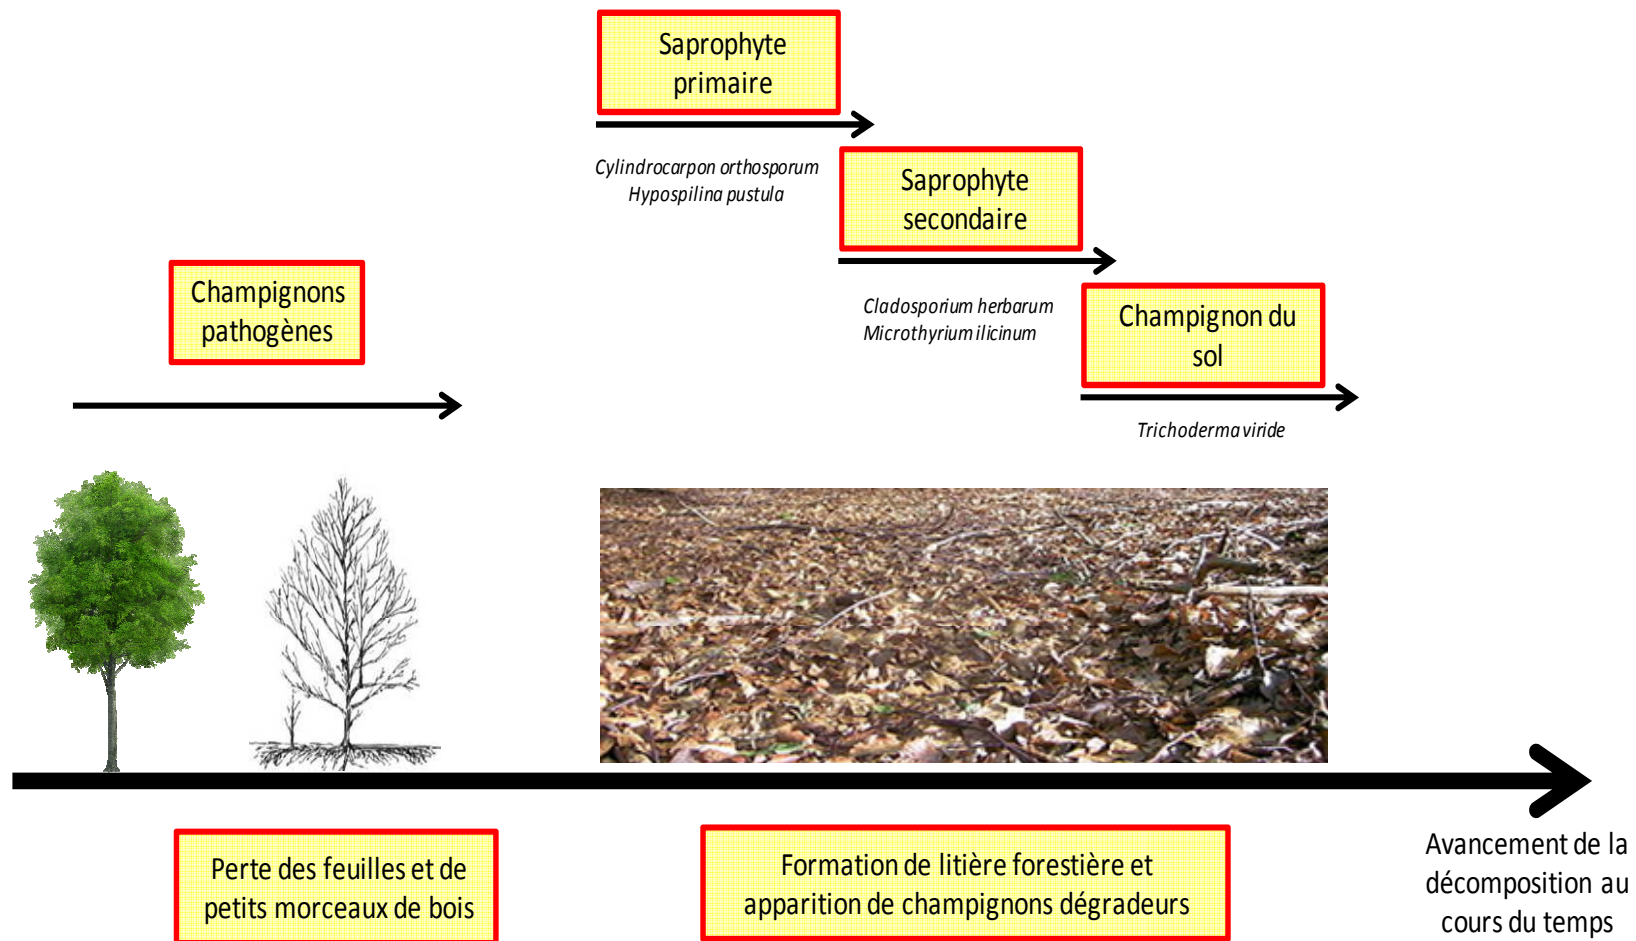 Saprophyte
primaire
Cylindrocarpon orthosporum
Hypospilina pustula
Saprophyte
secondaire
Cladosporium herbarum
Microthyrium ilicinum
Champignons
pathogènes
Champignon du
sol
Trichoderma viride
Perte des feuilles et de
petits morceaux de bois
Formation de litière forestière et
apparition de champignons dégradeurs
Avancement de la
décomposition au
cours du temps